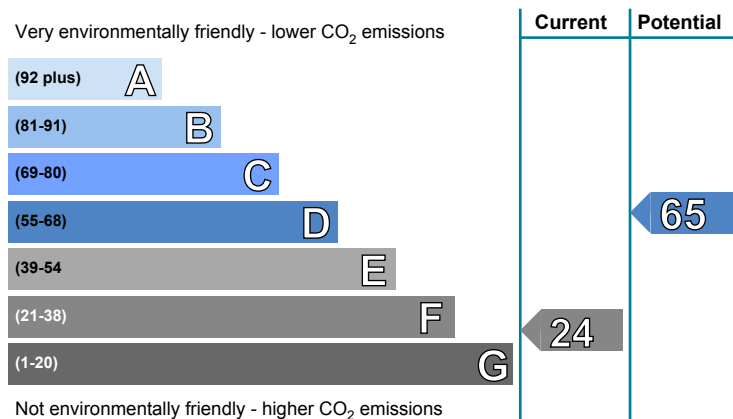 Current Potential
Very environmentally friendly - lower CO₂ emissions
(92 plus) A
(81-91) B
(69-80) C
(55-68) D
65
(39-54 E
(21-38) F
24
(1-20) G
Not environmentally friendly - higher CO₂ emissions